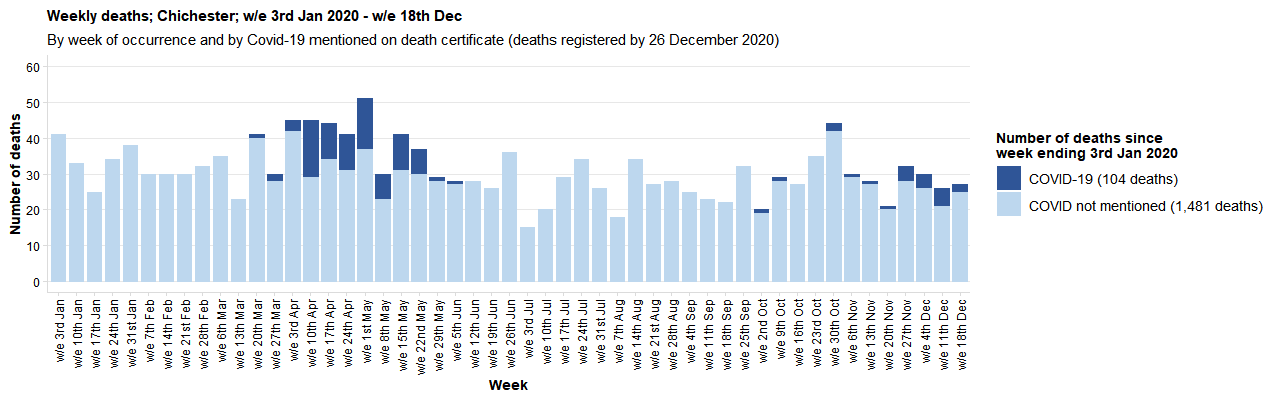 Weekly deaths; Chichester; w/e 3rd Jan 2020 - w/e 18th Dec
By week of occurrence and by Covid-19 mentioned on death certificate (deaths registered by 26 December 2020)
Number of deaths
60
50
40
30
20
10
0
w/e 3rd Jan
w/e 10th Jan
w/e 17th Jan
w/e 24th Jan
w/e 31st Jan
w/e 7th Feb
w/e 14th Feb
w/e 21st Feb
w/e 28th Feb
w/e 6th Mar
w/e 13th Mar
w/e 20th Mar
w/e 27th Mar
w/e 3rd Apr
w/e 10th Apr
w/e 17th Apr
w/e 24th Apr
w/e 1st May
w/e 8th May
w/e 15th May
w/e 22nd May
w/e 29th May
w/e 5th Jun
w/e 12th Jun
w/e 19th Jun
w/e 26th Jun
w/e 3rd Jul
w/e 10th Jul
w/e 17th Jul
w/e 24th Jul
w/e 31st Jul
w/e 7th Aug
w/e 14th Aug
w/e 21st Aug
w/e 28th Aug
w/e 4th Sep
w/e 11th Sep
w/e 18th Sep
w/e 25th Sep
w/e 2nd Oct
w/e 9th Oct
w/e 16th Oct
w/e 23rd Oct
w/e 30th Oct
w/e 6th Nov
w/e 13th Nov
w/e 20th Nov
w/e 27th Nov
w/e 4th Dec
w/e 11th Dec
w/e 18th Dec
Week
Number of deaths since
week ending 3rd Jan 2020
COVID-19 (104 deaths)
COVID not mentioned (1,481 deaths)